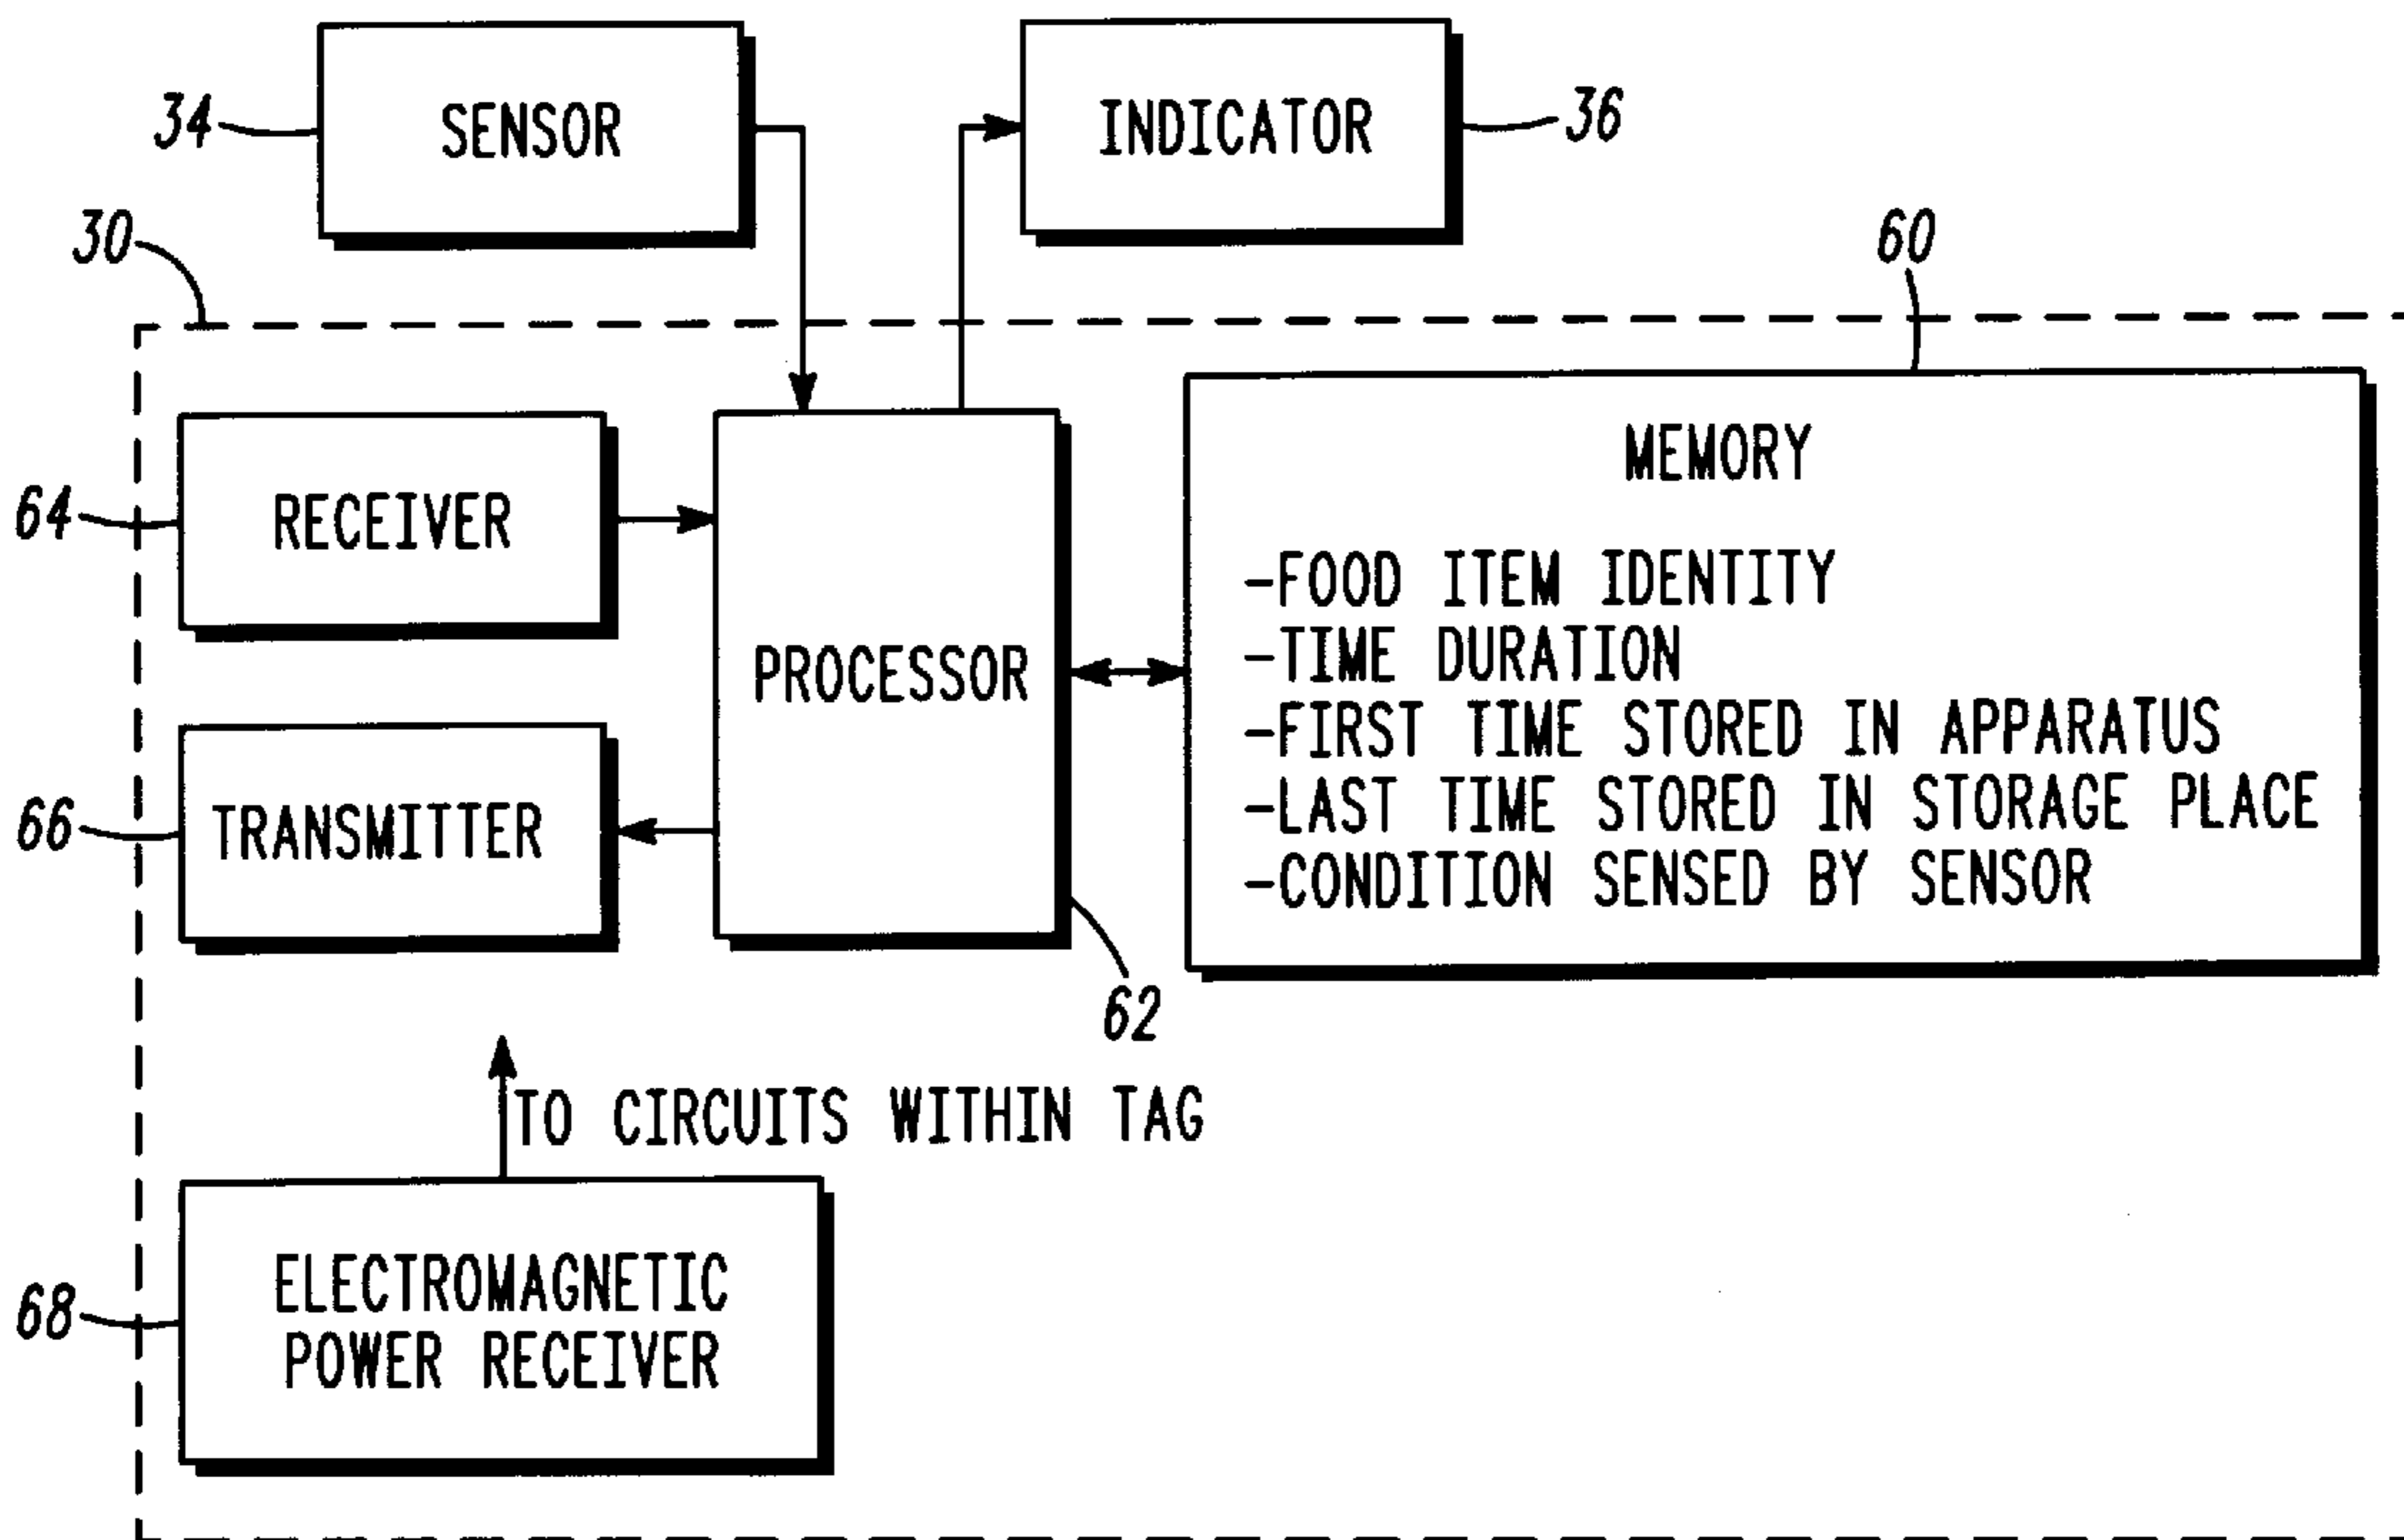 34
SENSOR
INDICATOR
36
30
60
64
RECEIVER
PROCESSOR
MEMORY
-FOOD ITEM IDENTITY
-TIME DURATION
-FIRST TIME STORED IN APPARATUS
-LAST TIME STORED IN STORAGE PLACE
-CONDITION SENSED BY SENSOR
66
TRANSMITTER
62
TO CIRCUITS WITHIN TAG
68
ELECTROMAGNETIC
POWER RECEIVER